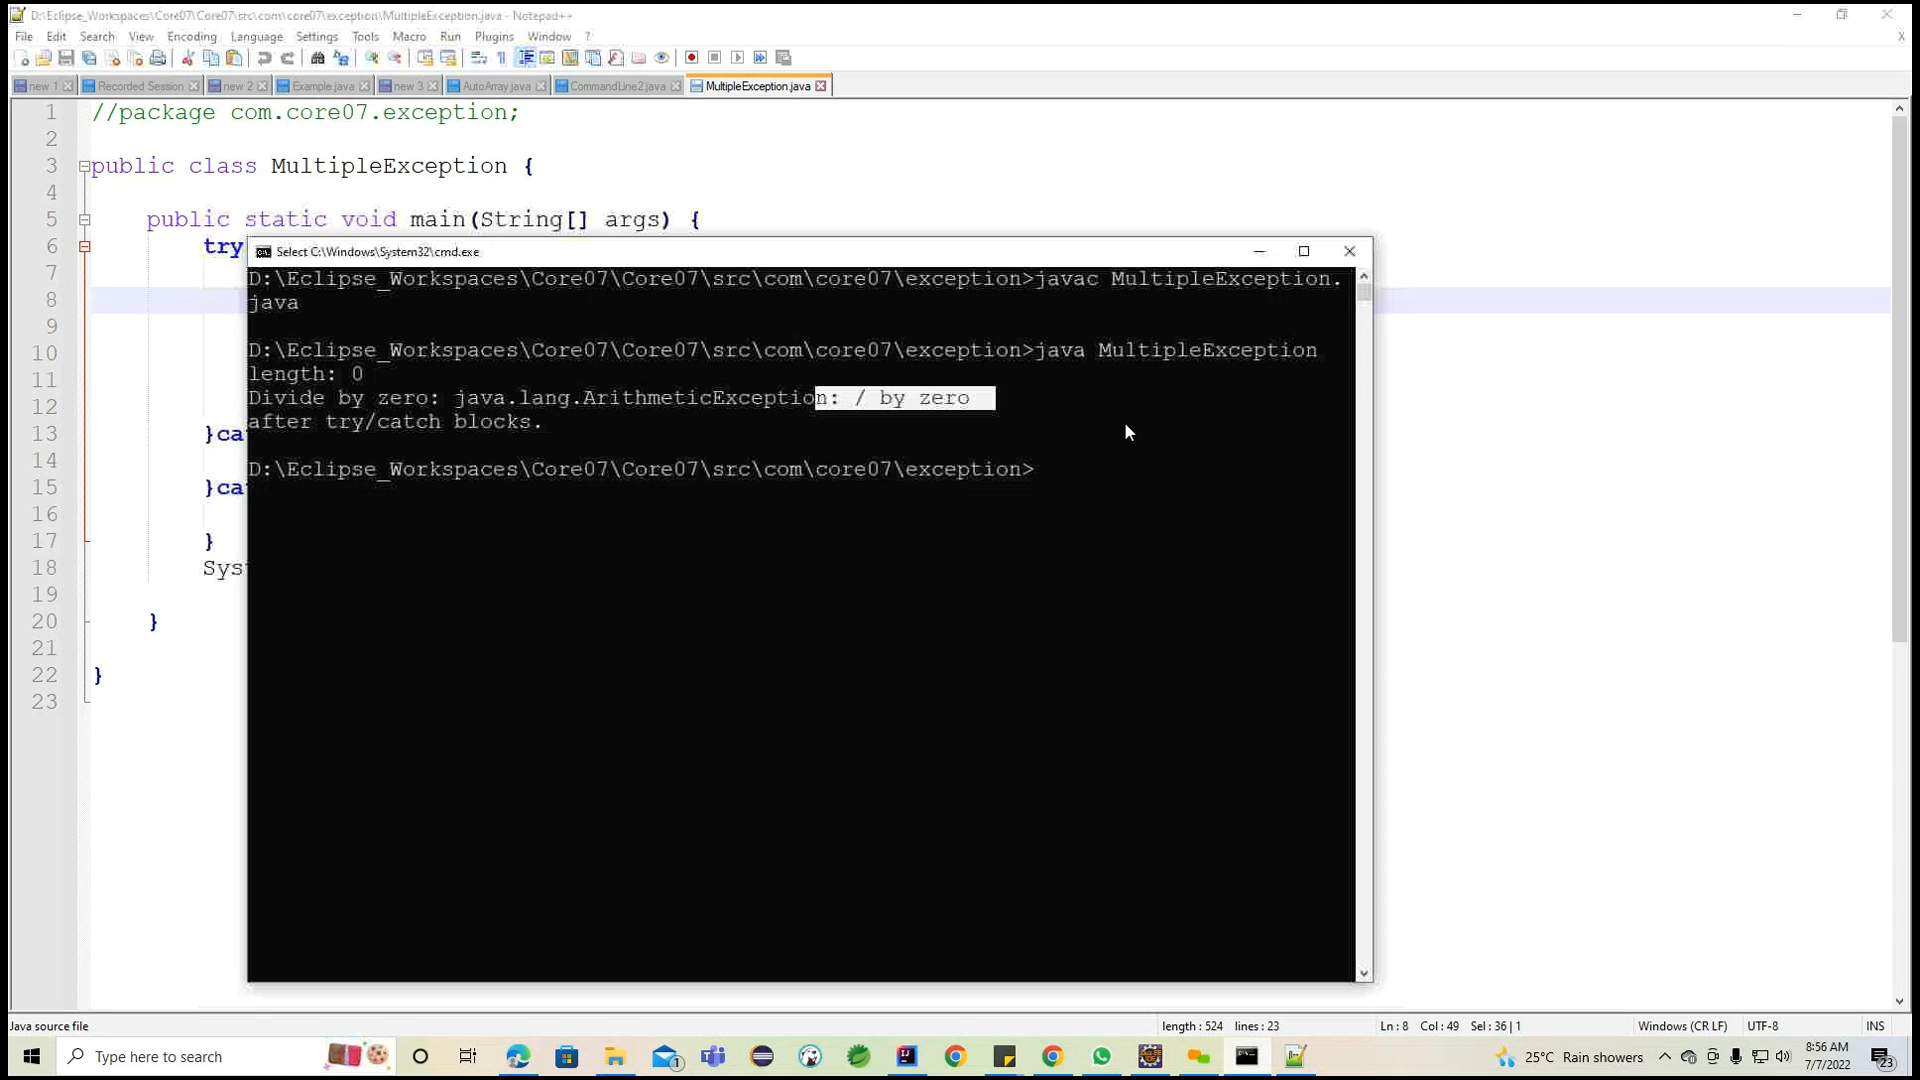 D:\Eclipse_Workspaces\Core07\Core07\src\com\core07\exception\MultipleException.java - Notepad++
File Edit Search View Encoding Language Settings Tools Macro Run Plugins Window ?
X
new 1 Recorded Session new 2 Example.java new 3 AutoArray.java CommandLine2.java MultipleException.java
1 //package com.core07.exception;
2
3 public class MultipleException {
4
5 public static void main(String[] args) {
6 try
7
8
9
10
11
12
13 }ca
14
15 }ca
16
17 }
18 Sys
19
20 }
21
22 }
23
Select C:\Windows\System32\cmd.exe
D:\Eclipse_Workspaces\Core07\Core07\src\com\core07\exception>javac MultipleException.
java
D:\Eclipse_Workspaces\Core07\Core07\src\com\core07\exception>java MultipleException
length: 0
Divide by zero: java.lang.ArithmeticException: / by zero
after try/catch blocks.
D:\Eclipse_Workspaces\Core07\Core07\src\com\core07\exception>
Java source file length : 524 lines : 23 Ln : 8 Col : 49 Sel : 36 | 1 Windows (CR LF) UTF-8 INS
Type here to search
1
25°C Rain showers
8:56 AM
7/7/2022
23